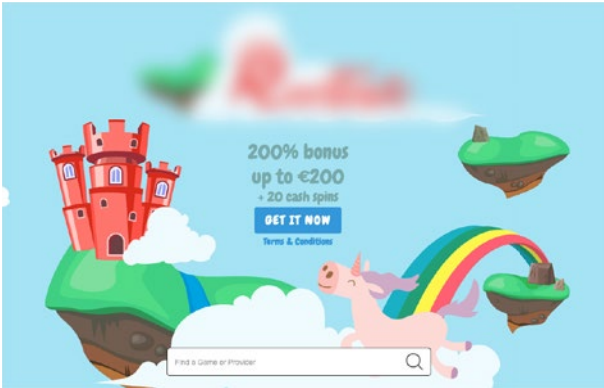 200% bonus
up to €200
+ 20 cash spins
GET IT NOW
Terms & Conditions
Find a Game or Provider